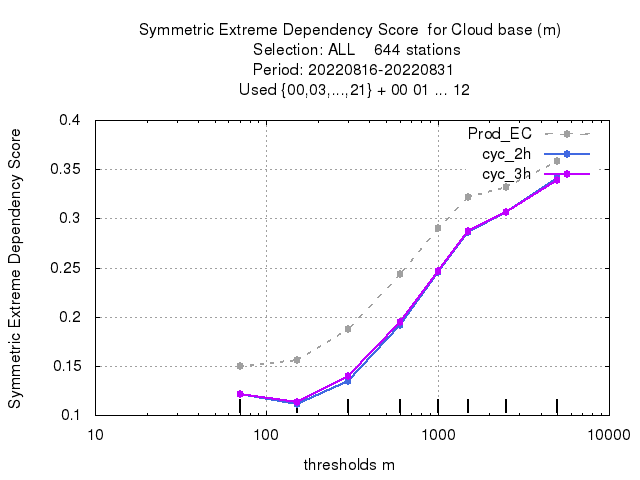 Symmetric Extreme Dependency Score  for Cloud base (m)
Selection: ALL    644 stations
Period: 20220816-20220831
Used {00,03,...,21} + 00 01 ... 12
Symmetric Extreme Dependency Score
0.4
0.35
0.3
0.25
0.2
0.15
0.1
Prod_EC
cyc_2h
cyc_3h
10
100
1000
10000
thresholds m